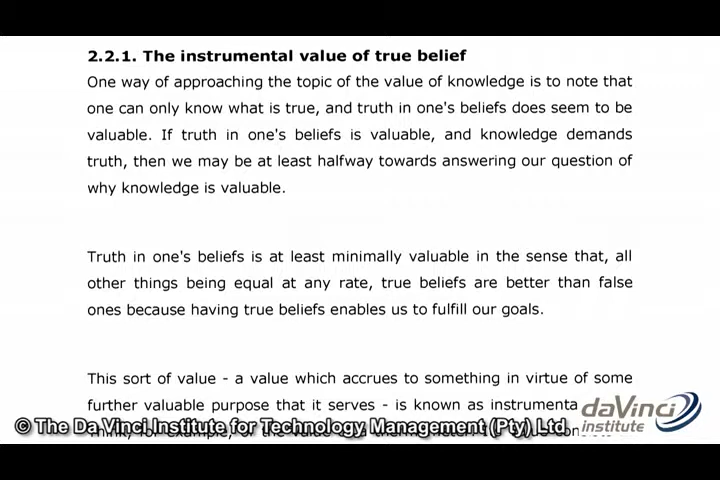 2.2.1. The instrumental value of true belief
One way of approaching the topic of the value of knowledge is to note that
one can only know what is true, and truth in one's beliefs does seem to be
valuable. If truth in one's beliefs is valuable, and knowledge demands
truth, then we may be at least halfway towards answering our question of
why knowledge is valuable.
Truth in one's beliefs is at least minimally valuable in the sense that, all
other things being equal at any rate, true beliefs are better than false
ones because having true beliefs enables us to fulfill our goals.
This sort of value - a value which accrues to something in virtue of some
further valuable purpose that it serves - is known as instrumenta
daVinci
institute
© The Da Vinci Institute for Technology Management (Pty) Ltd